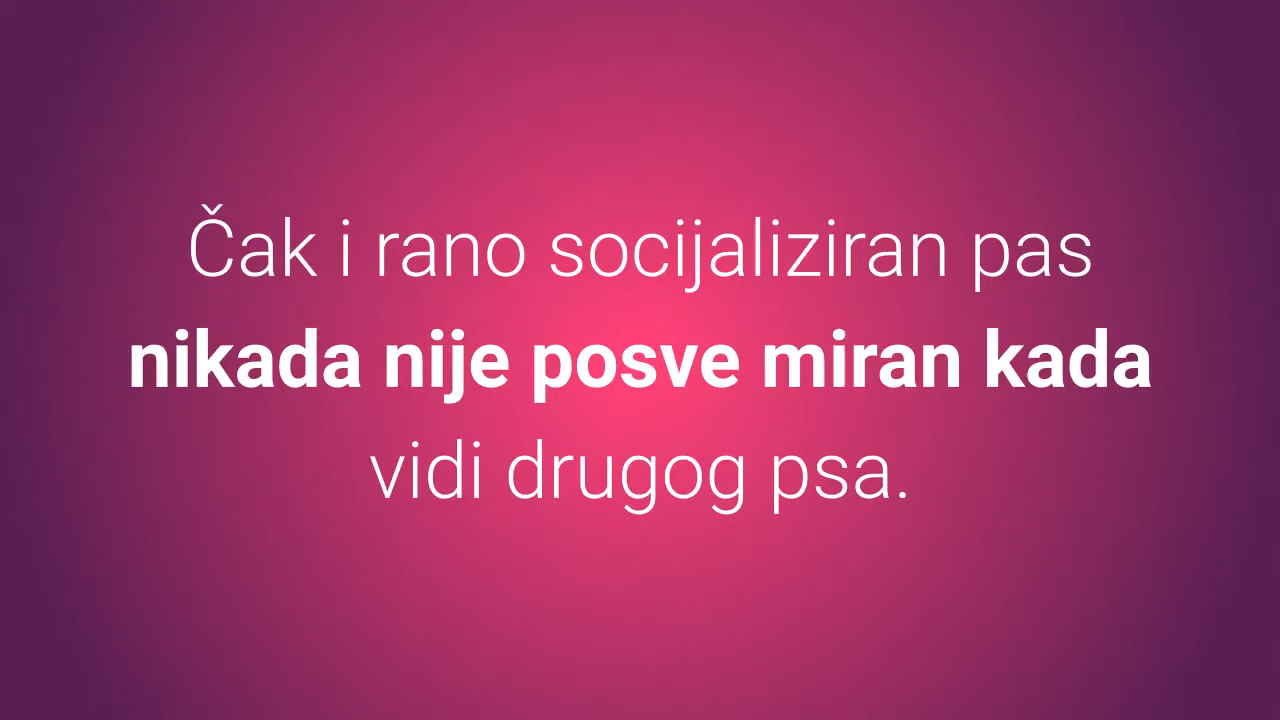 Čak i rano socijaliziran pas
nikada nije posve miran kada
vidi drugog psa.